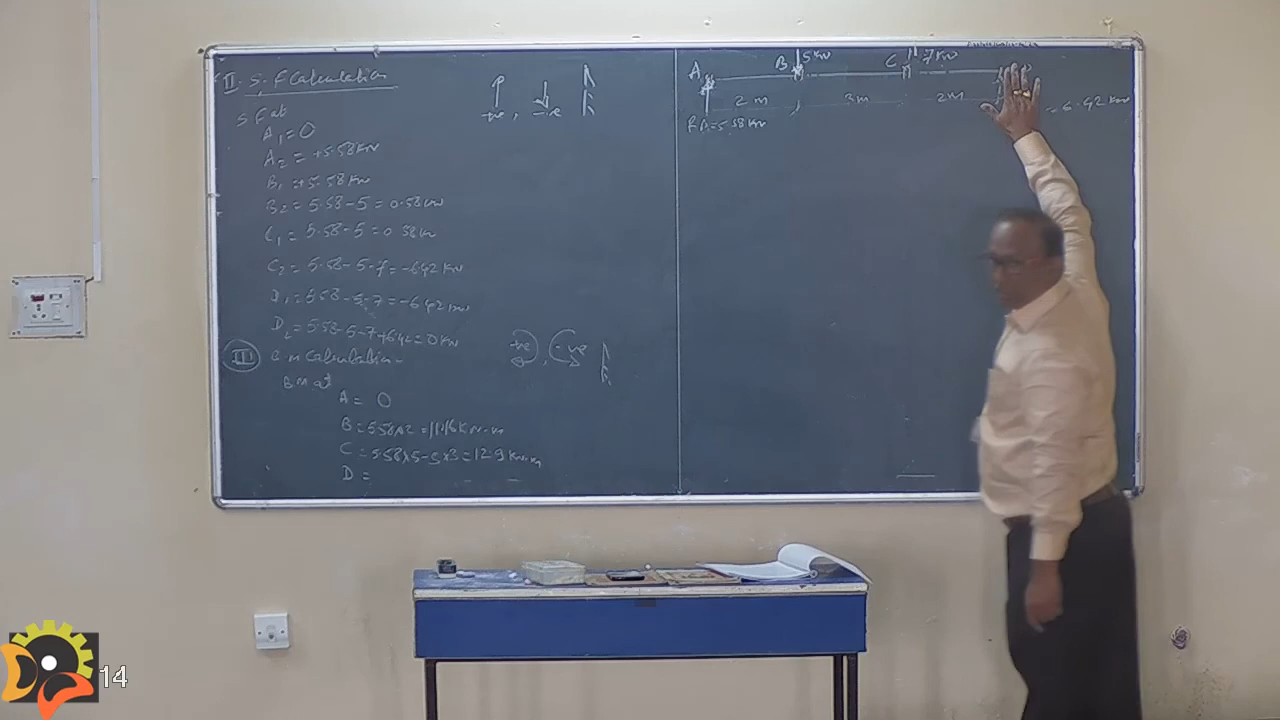 II. S.F Calculation
S.F at
A₁ = 0
A₂ = +5.58 KN
B₁ = +5.58 KN
B₂ = 5.58 - 5 = 0.58 KN
C₁ = 5.58 - 5 = 0.58 KN
C₂ = 5.58 - 5 - 7 = -6.42 KN
D₁ = 5.58 - 5 - 7 = -6.42 KN
D₂ = 5.58 - 5 - 7 + 6.42 = 0 KN
+ve, -ve
III B.M Calculation -
B M at
A = 0
B = 5.58 x 2 = 11.16 KN-m
C = 5.58 x 5 - 5 x 3 = 12.9 KN-m
D =
+ve, -ve
A B 5 KN C 7 KN
2 m 3 m 2 m
RA = 5.58 KN = 6.42 KN
14